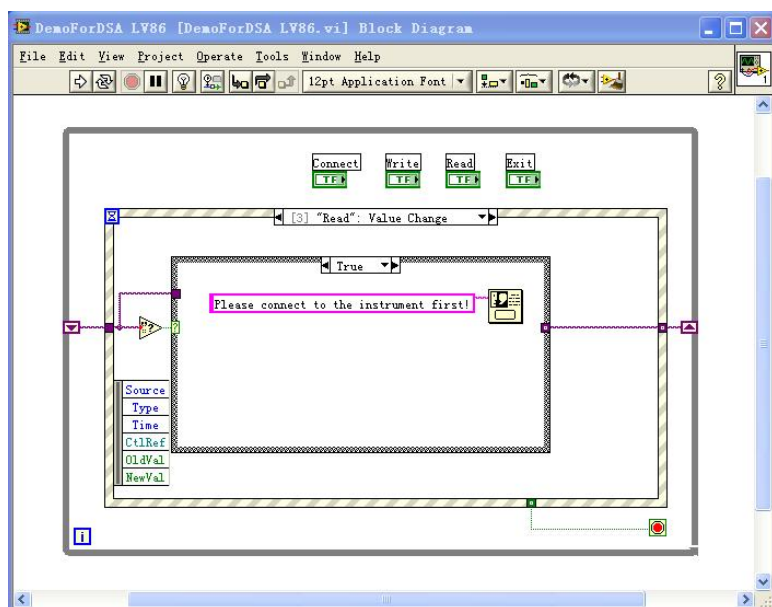 DemoForDSA LV86 [DemoForDSA LV86.vi] Block Diagram
File Edit View Project Operate Tools Window Help
12pt Application Font
?
1
Connect Write Read Exit
TF TF TF TF
[3] "Read": Value Change
True
Please connect to the instrument first!
?
?
Source
Type
Time
CtlRef
OldVal
NewVal
i